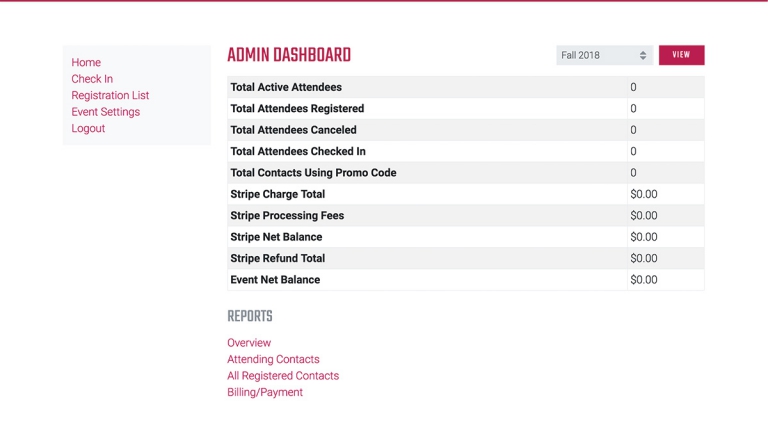 Home
Check In
Registration List
Event Settings
Logout
ADMIN DASHBOARD
Fall 2018
VIEW
Total Active Attendees 0
Total Attendees Registered 0
Total Attendees Canceled 0
Total Attendees Checked In 0
Total Contacts Using Promo Code 0
Stripe Charge Total $0.00
Stripe Processing Fees $0.00
Stripe Net Balance $0.00
Stripe Refund Total $0.00
Event Net Balance $0.00
REPORTS
Overview
Attending Contacts
All Registered Contacts
Billing/Payment